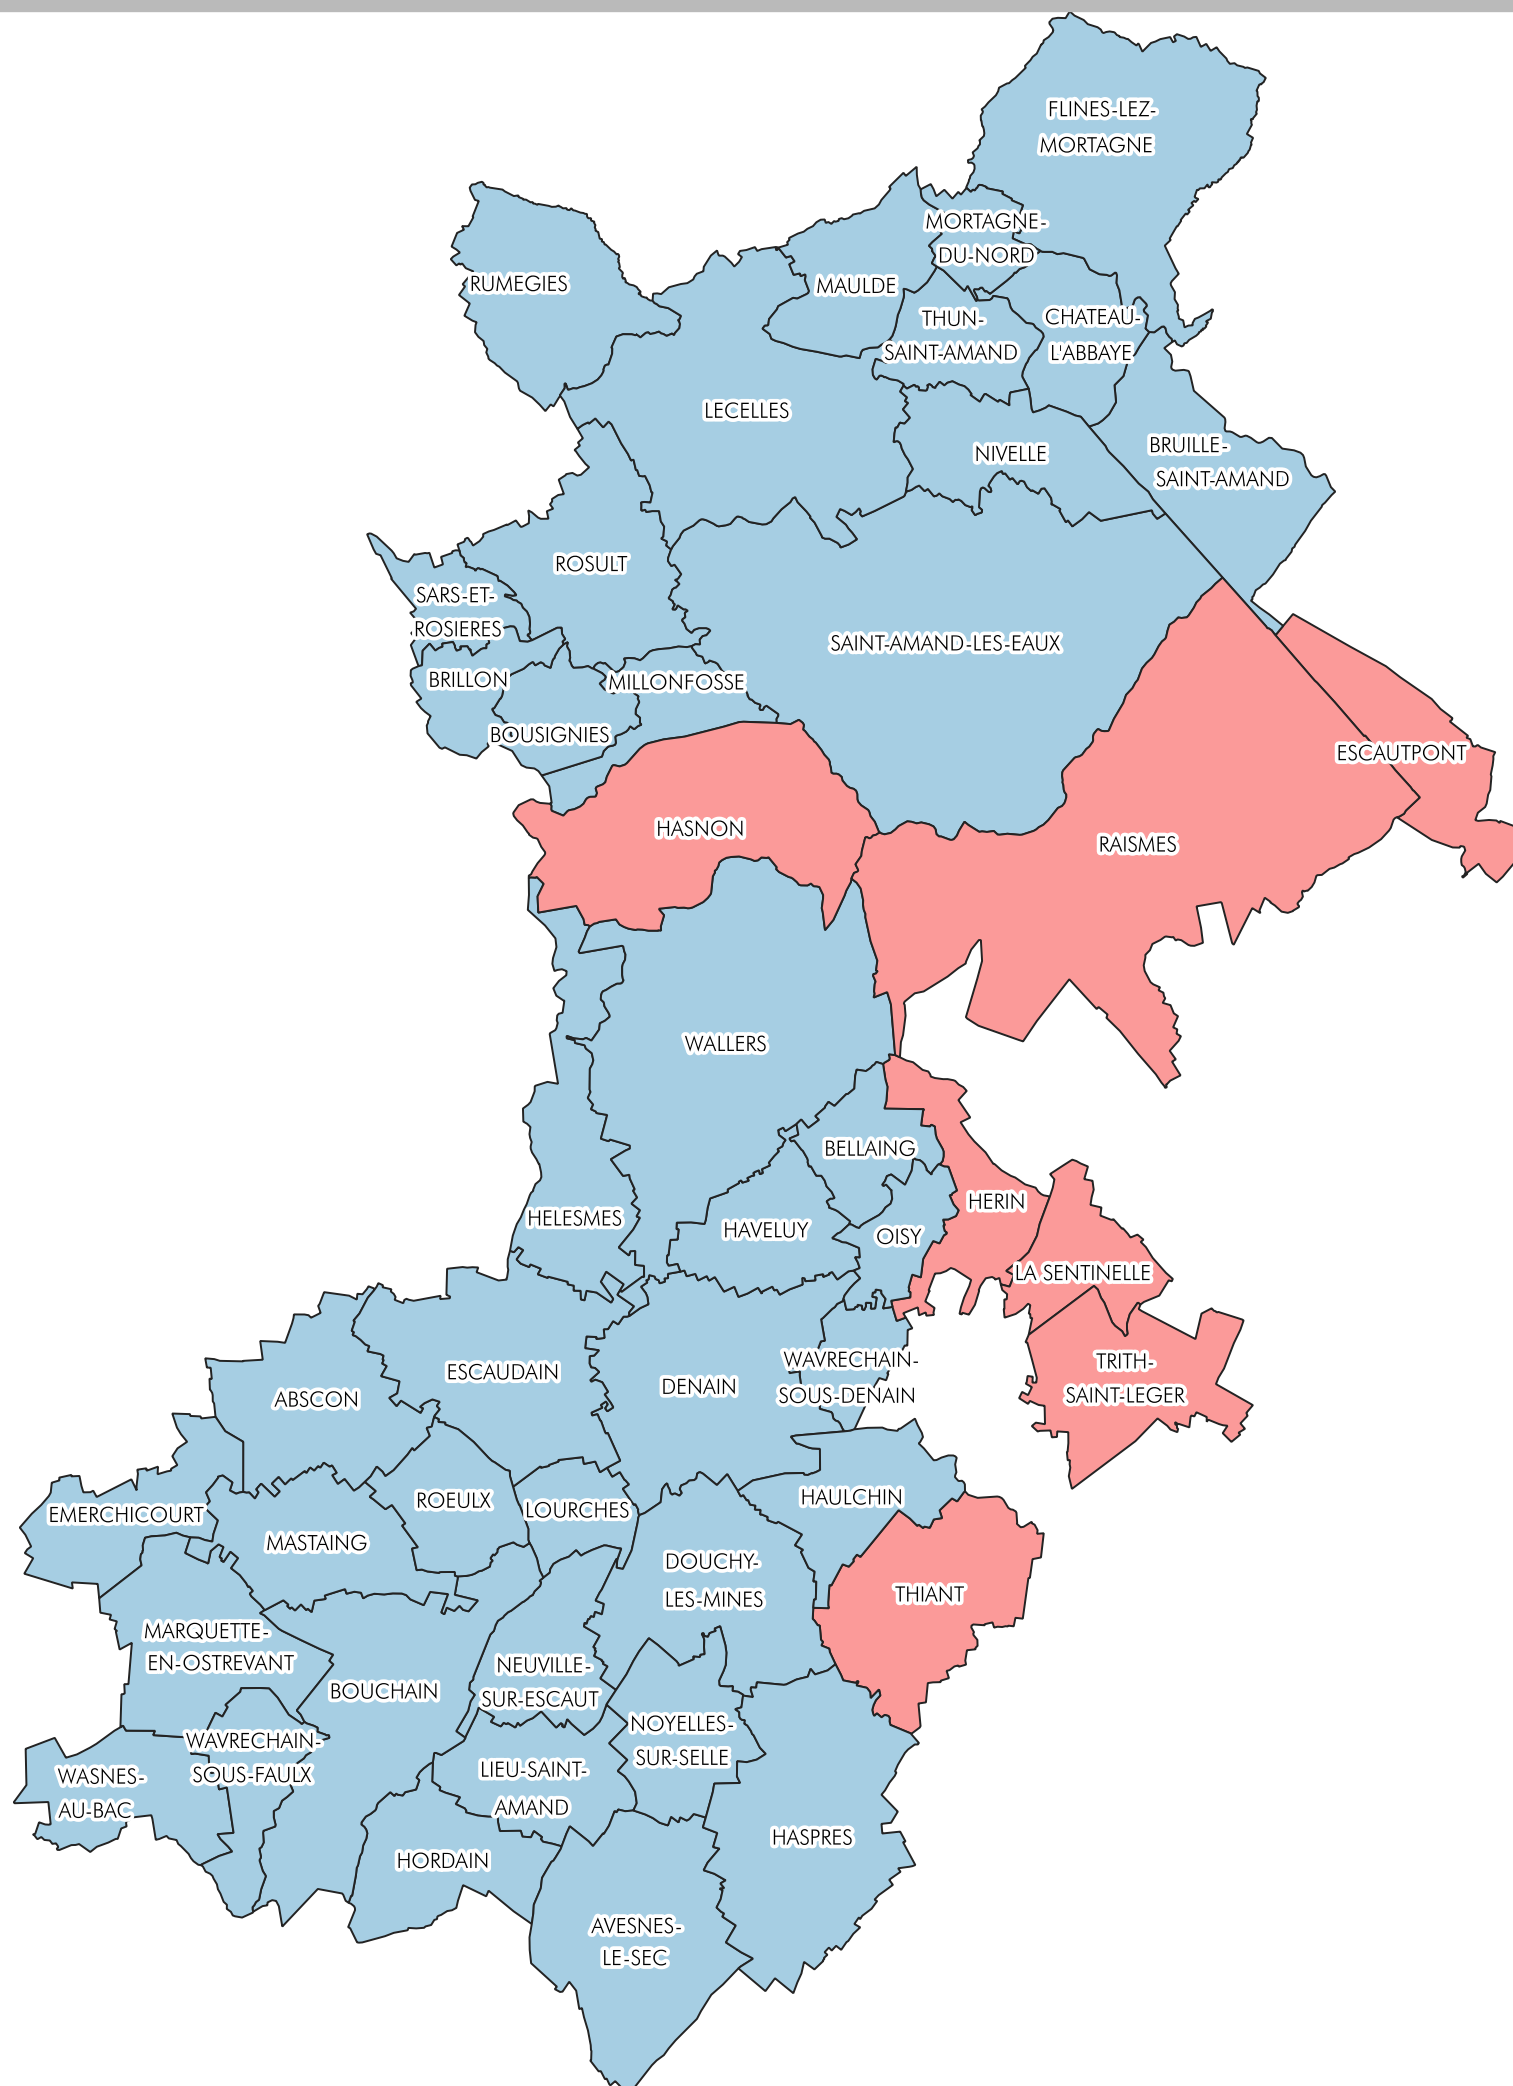 FLINES-LEZ-
MORTAGNE
MORTAGNE-
DU-NORD
RUMEGIES
MAULDE
THUN-
SAINT-AMAND
CHATEAU-
L'ABBAYE
LECELLES
NIVELLE
BRUILLE-
SAINT-AMAND
ROSULT
SARS-ET-
ROSIERES
SAINT-AMAND-LES-EAUX
BRILLON
MILLONFOSSE
BOUSIGNIES
ESCAUTPONT
HASNON
RAISMES
WALLERS
BELLAING
HERIN
HELESMES
HAVELUY
OISY
LA SENTINELLE
WAVRECHAIN-
SOUS-DENAIN
TRITH-
SAINT-LEGER
ESCAUDAIN
DENAIN
ABSCON
HAULCHIN
ROEULX
LOURCHES
EMERCHICOURT
MASTAING
DOUCHY-
LES-MINES
THIANT
MARQUETTE-
EN-OSTREVANT
NEUVILLE-
SUR-ESCAUT
BOUCHAIN
NOYELLES-
SUR-SELLE
WAVRECHAIN-
SOUS-FAULX
LIEU-SAINT-
AMAND
WASNES-
AU-BAC
HASPRES
HORDAIN
AVESNES-
LE-SEC